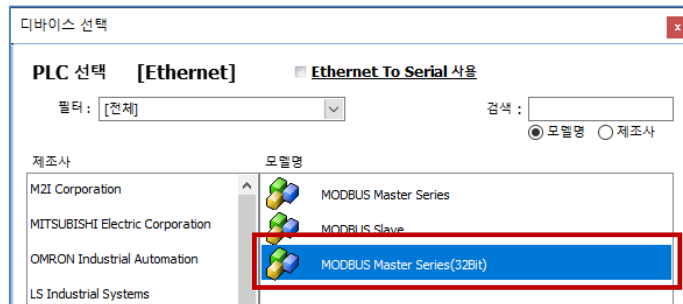 디바이스 선택
x
PLC 선택 [Ethernet] Ethernet To Serial 사용
필터 : [전체] 검색 :
모델명 제조사
제조사 모델명
M2I Corporation
MITSUBISHI Electric Corporation
OMRON Industrial Automation
LS Industrial Systems
MODBUS Master Series
MODBUS Slave
MODBUS Master Series(32Bit)